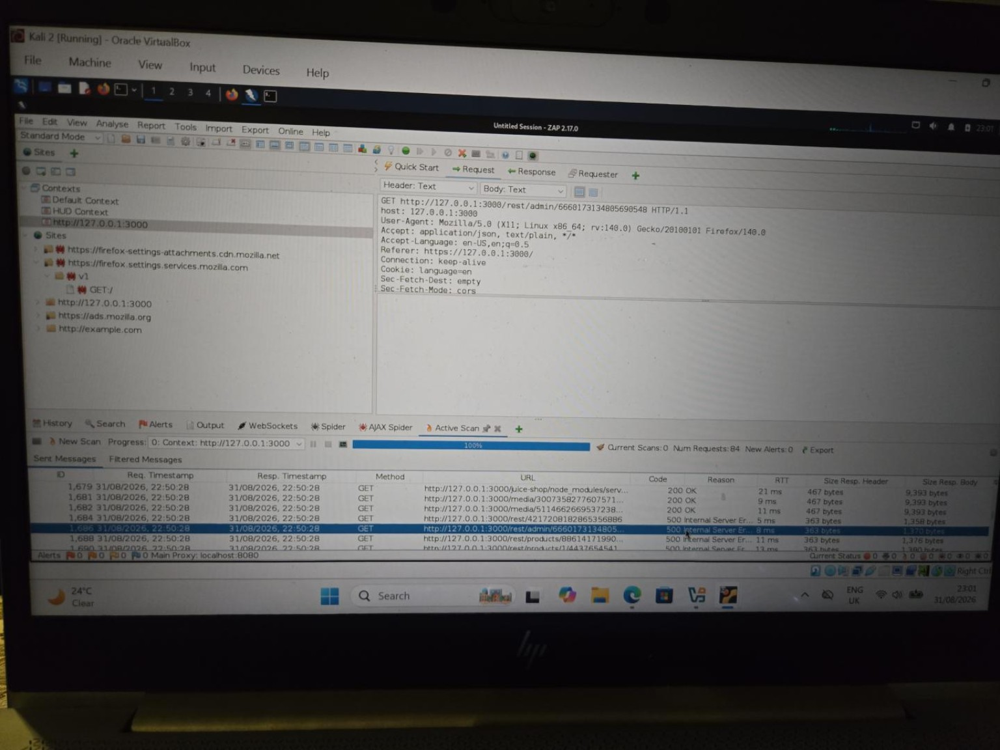 Kali 2 [Running] - Oracle VirtualBox
File Machine View Input Devices Help
1 2 3 4
Untitled Session - ZAP 2.17.0
23:01
File Edit View Analyse Report Tools Import Export Online Help
Standard Mode
Sites
Quick Start Request Response Requester
Header: Text Body: Text
Contexts
Default Context
HUD Context
http://127.0.0.1:3000
Sites
https://firefox-settings-attachments.cdn.mozilla.net
https://firefox.settings.services.mozilla.com
v1
GET:/
http://127.0.0.1:3000
https://ads.mozilla.org
http://example.com
GET http://127.0.0.1:3000/rest/admin/6660173134805690548 HTTP/1.1
host: 127.0.0.1:3000
User-Agent: Mozilla/5.0 (X11; Linux x86_64; rv:140.0) Gecko/20100101 Firefox/140.0
Accept: application/json, text/plain, */*
Accept-Language: en-US,en;q=0.5
Referer: https://127.0.0.1:3000/
Connection: keep-alive
Cookie: language=en
Sec-Fetch-Dest: empty
Sec-Fetch-Mode: cors
History Search Alerts Output WebSockets Spider AJAX Spider Active Scan
New Scan Progress: 0: Context: http://127.0.0.1:3000 100% Current Scans:0 Num Requests:84 New Alerts:0 Export
Sent Messages Filtered Messages
ID Req. Timestamp Resp. Timestamp Method URL Code Reason RTT Size Resp. Header Size Resp. Body
1,679 31/08/2026, 22:50:28 31/08/2026, 22:50:28 GET http://127.0.0.1:3000/juice-shop/node_modules/serv... 200 OK 21 ms 467 bytes 9,393 bytes
1,681 31/08/2026, 22:50:28 31/08/2026, 22:50:28 GET http://127.0.0.1:3000/media/3007358277607571... 200 OK 9 ms 467 bytes 9,393 bytes
1,682 31/08/2026, 22:50:28 31/08/2026, 22:50:28 GET http://127.0.0.1:3000/media/5114662669537238... 200 OK 11 ms 467 bytes 9,393 bytes
1,684 31/08/2026, 22:50:28 31/08/2026, 22:50:28 GET http://127.0.0.1:3000/rest/4217208182865356886 500 Internal Server Er... 5 ms 363 bytes 1,358 bytes
1,686 31/08/2026, 22:50:28 31/08/2026, 22:50:28 GET http://127.0.0.1:3000/rest/admin/6660173134805... 500 Internal Server Er... 8 ms 363 bytes 1,370 bytes
1,688 31/08/2026, 22:50:28 31/08/2026, 22:50:28 GET http://127.0.0.1:3000/rest/products/88614171990... 500 Internal Server Er... 11 ms 363 bytes 1,376 bytes
1,690 31/08/2026, 22:50:28 31/08/2026, 22:50:28 GET http://127.0.0.1:3000/rest/products/1/4437654541... 500 Internal Server Er... 13 ms 363 bytes 1,380 bytes
Alerts 0 0 0 0 Main Proxy: localhost:8080 Current Status 0 0 0 0 0 0 0
Right Ctrl
24°C
Clear
Search
ENG
UK
23:01
31/08/2026
hp